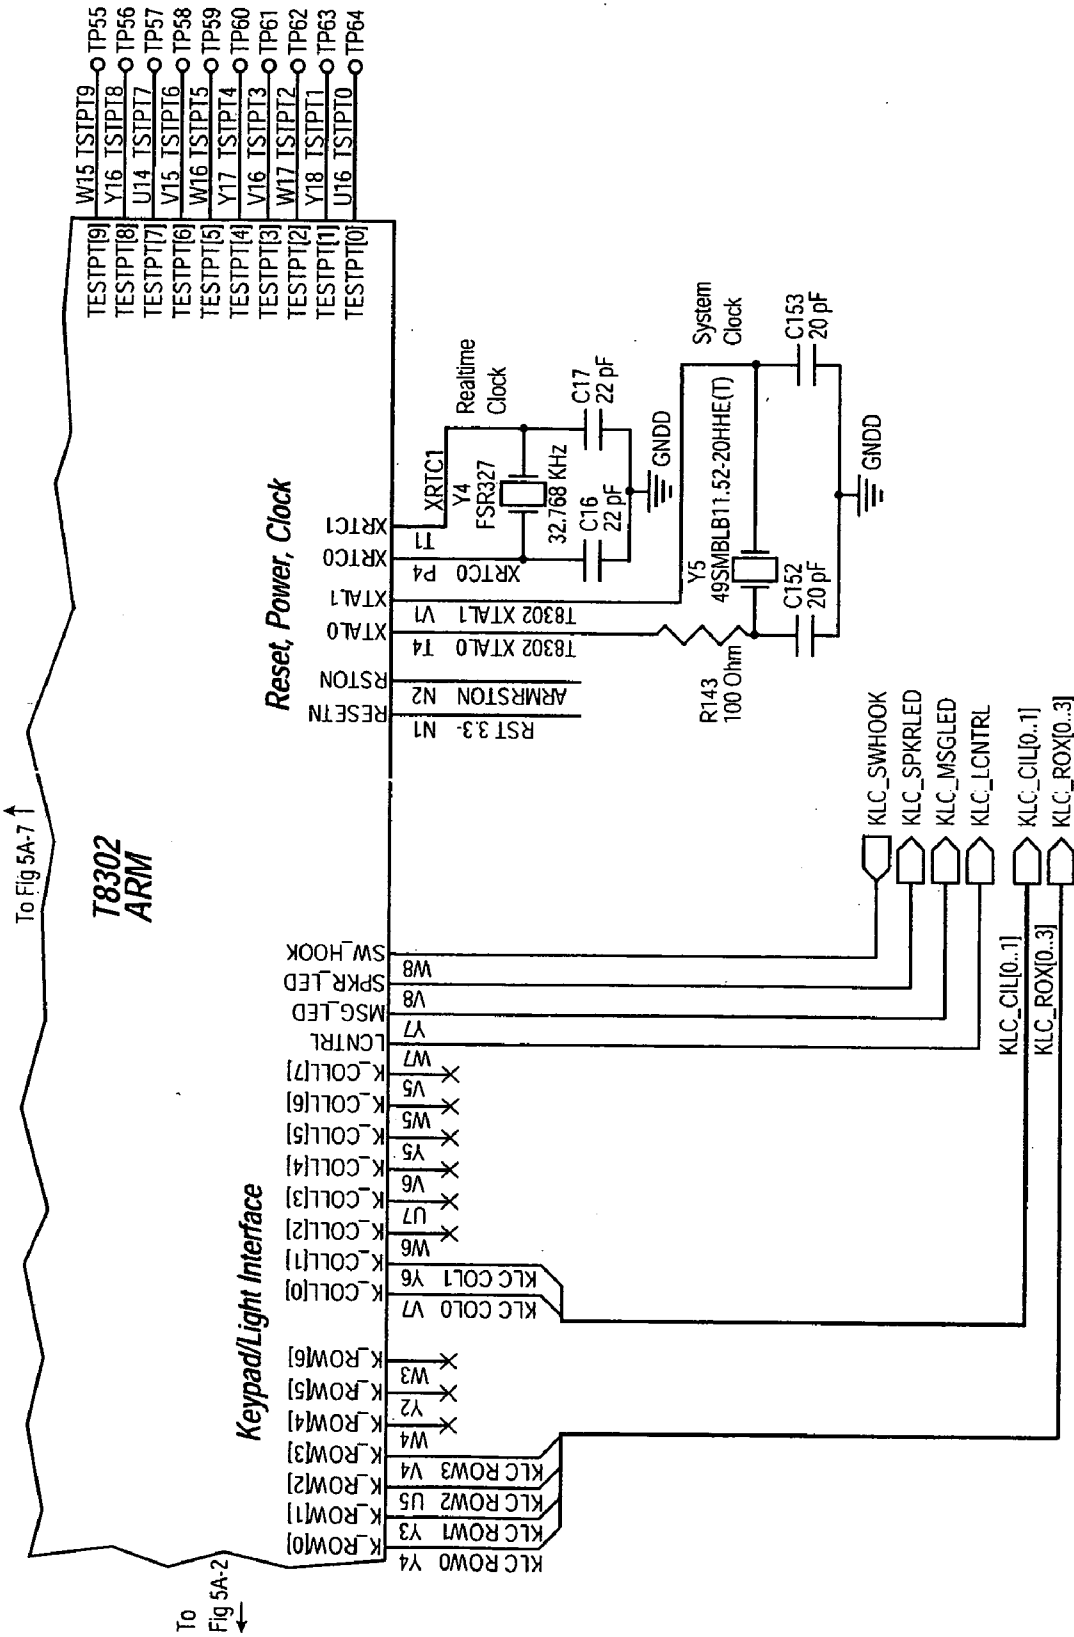 To Fig 5A-7
T8302
ARM
To
Fig 5A-2
TESTPT[9] W15 TSTPT9 TP55
TESTPT[8] Y16 TSTPT8 TP56
TESTPT[7] U14 TSTPT7 TP57
TESTPT[6] V15 TSTPT6 TP58
TESTPT[5] W16 TSTPT5 TP59
TESTPT[4] Y17 TSTPT4 TP60
TESTPT[3] V16 TSTPT3 TP61
TESTPT[2] W17 TSTPT2 TP62
TESTPT[1] Y18 TSTPT1 TP63
TESTPT[0] U16 TSTPT0 TP64
Reset, Power, Clock
XRTC1 T1 XRTC1
XRTC0 P4 XRTC0
XTAL1 V1 T8302 XTAL1
XTAL0 T4 T8302 XTAL0
RSTON N2 ARMRSTON
RESETN N1 RST 3.3-
Realtime
Clock
Y4
FSR327
32.768 KHz
C17
22 pF
C16
22 pF
GNDD
System
Clock
Y5
49SMBLB11.52-20HHE(T)
C153
20 pF
C152
20 pF
GNDD
R143
100 Ohm
Keypad/Light Interface
SW_HOOK W8
SPKR_LED V8
MSG_LED Y7
LCNTRL W7
K_COLL[7] V5
K_COLL[6] W5
K_COLL[5] Y5
K_COLL[4] V6
K_COLL[3] U7
K_COLL[2] W6
K_COLL[1] Y6 KLC COL1
K_COLL[0] V7 KLC COL0
K_ROW[6] W3
K_ROW[5] Y2
K_ROW[4] W4
K_ROW[3] V4 KLC ROW3
K_ROW[2] U5 KLC ROW2
K_ROW[1] Y3 KLC ROW1
K_ROW[0] Y4 KLC ROW0
KLC_SWHOOK
KLC_SPKRLED
KLC_MSGLED
KLC_LCNTRL
KLC_CIL[0..1] KLC_CIL[0..1]
KLC_ROX[0..3] KLC_ROX[0..3]